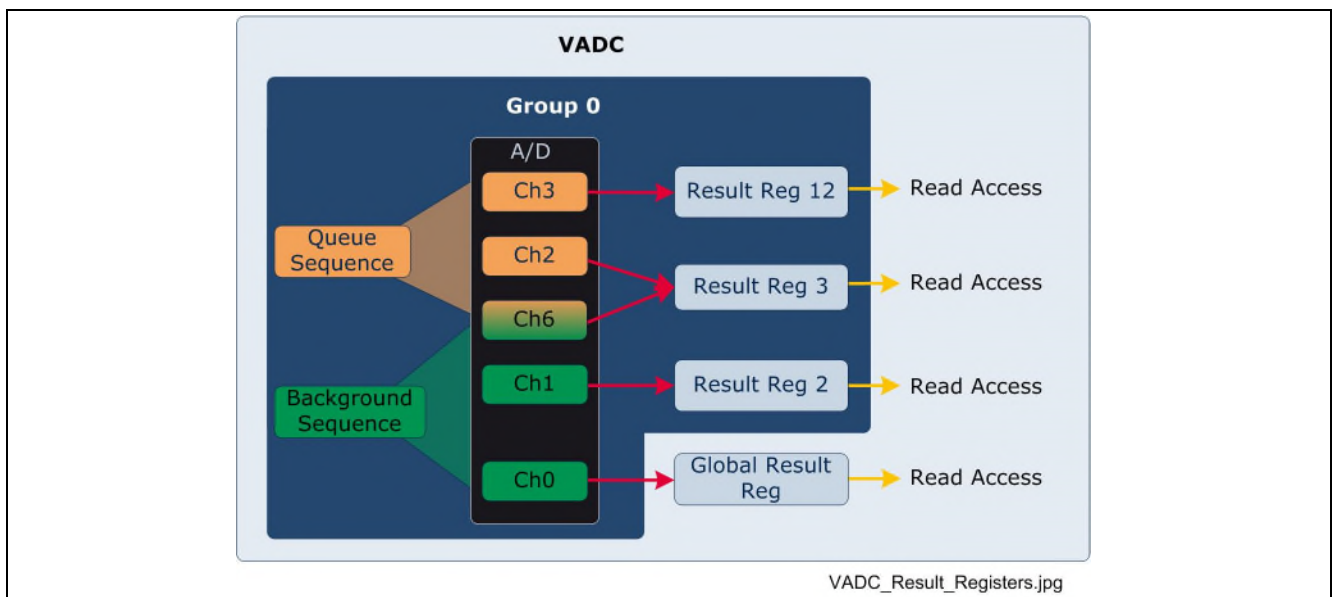 VADC
Group 0
A/D
Ch3
Result Reg 12
Read Access
Queue
Sequence
Ch2
Result Reg 3
Read Access
Ch6
Background
Sequence
Ch1
Result Reg 2
Read Access
Ch0
Global Result
Reg
Read Access
VADC_Result_Registers.jpg